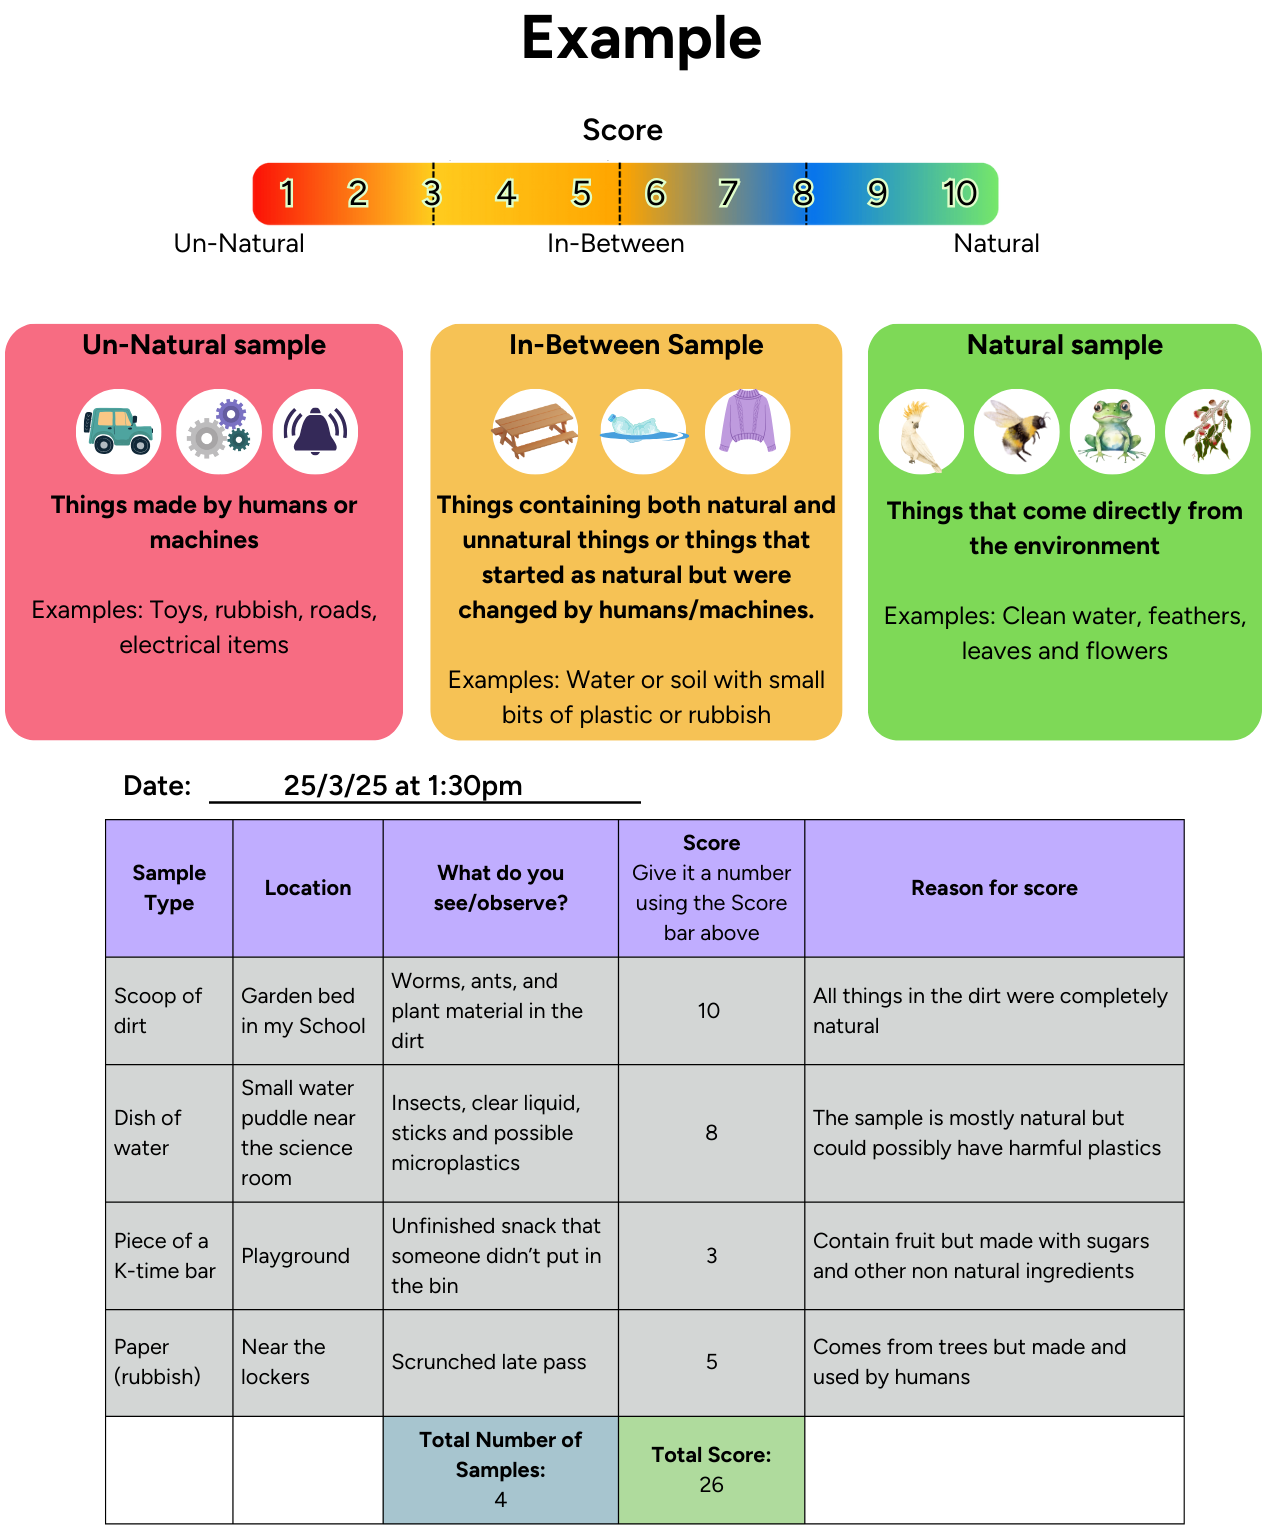 Example
Score
1 2 3 4 5 6 7 8 9 10
Un-Natural In-Between Natural
Un-Natural sample
Things made by humans or
machines
Examples: Toys, rubbish, roads,
electrical items
In-Between Sample
Things containing both natural and
unnatural things or things that
started as natural but were
changed by humans/machines.
Examples: Water or soil with small
bits of plastic or rubbish
Natural sample
Things that come directly from
the environment
Examples: Clean water, feathers,
leaves and flowers
Date: 25/3/25 at 1:30pm
Sample
Type
Location
What do you
see/observe?
Score
Give it a number
using the Score
bar above
Reason for score
Scoop of
dirt
Garden bed
in my School
Worms, ants, and
plant material in the
dirt
10
All things in the dirt were completely
natural
Dish of
water
Small water
puddle near
the science
room
Insects, clear liquid,
sticks and possible
microplastics
8
The sample is mostly natural but
could possibly have harmful plastics
Piece of a
K-time bar
Playground
Unfinished snack that
someone didn't put in
the bin
3
Contain fruit but made with sugars
and other non natural ingredients
Paper
(rubbish)
Near the
lockers
Scrunched late pass
5
Comes from trees but made and
used by humans
Total Number of
Samples:
4
Total Score:
26